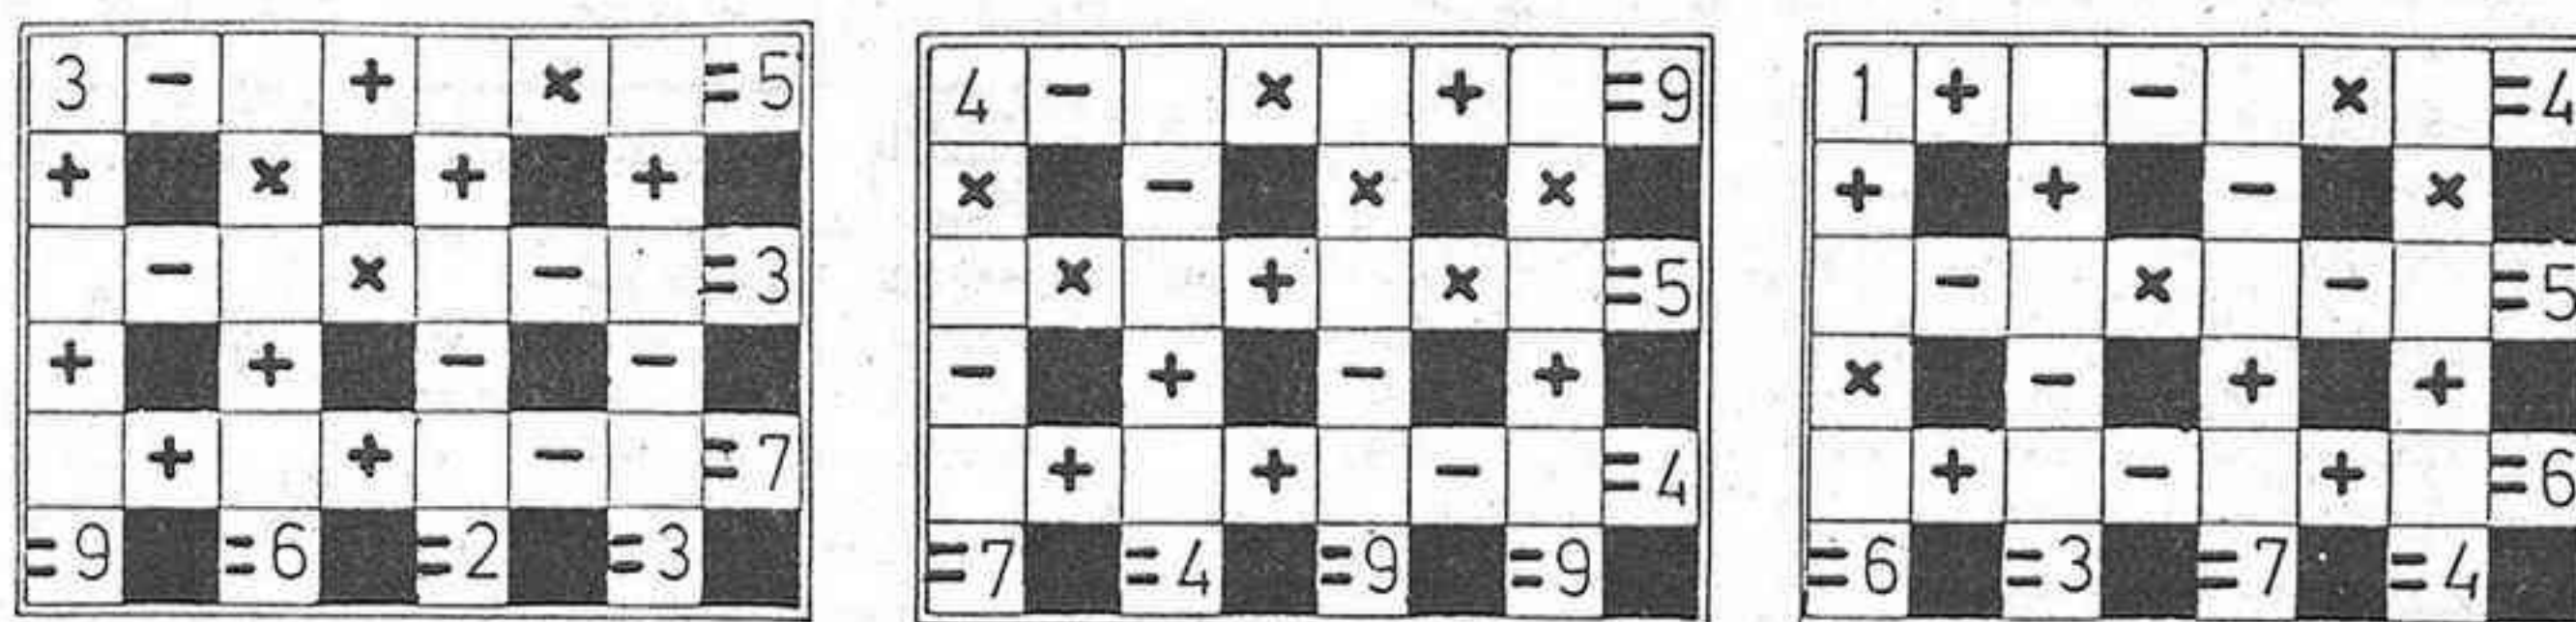 3 − + × =5
+ × + +
− × − =3
+ + − −
+ + − =7
=9 =6 =2 =3
4 − × + =9
× − × ×
× + × =5
− + − +
+ + − =4
=7 =4 =9 =9
1 + − × =4
+ + − ×
− × − =5
× − + +
+ − + =6
=6 =3 =7 =4